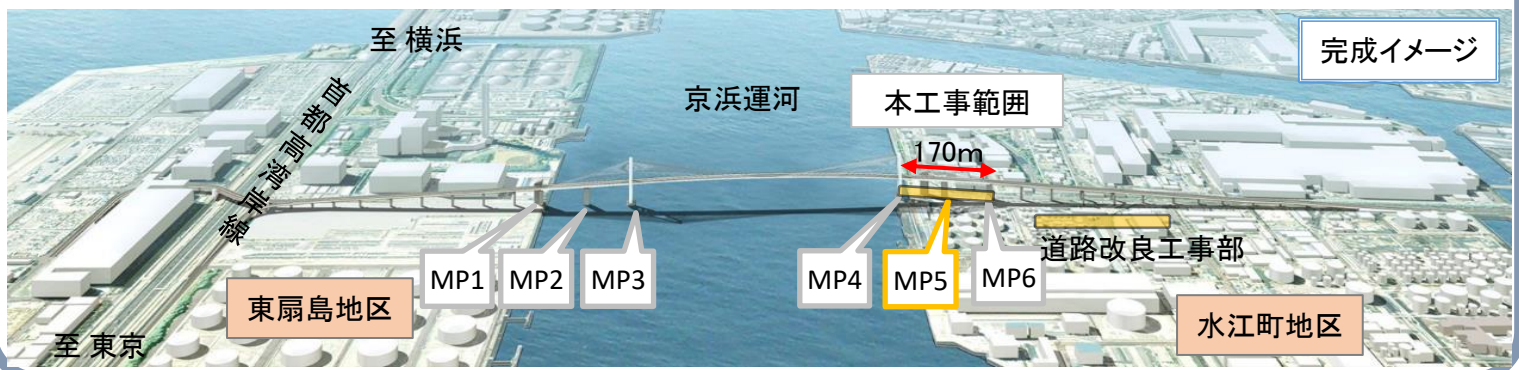 至 横浜
完成イメージ
首都高湾岸線
京浜運河
本工事範囲
170m
MP1
MP2
MP3
MP4
MP5
MP6
道路改良工事部
東扇島地区
水江町地区
至 東京